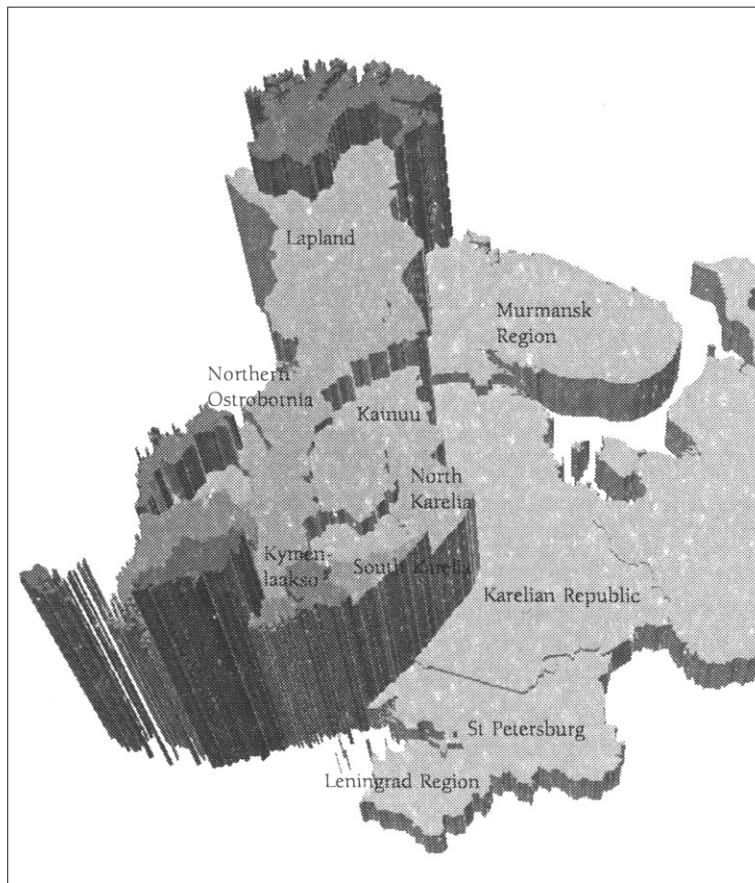 Lapland
Murmansk
Region
Northern
Ostrobotnia
Kainuu
North
Karelia
Kymen-
laakso
South Karelia
Karelian Republic
St Petersburg
Leningrad Region